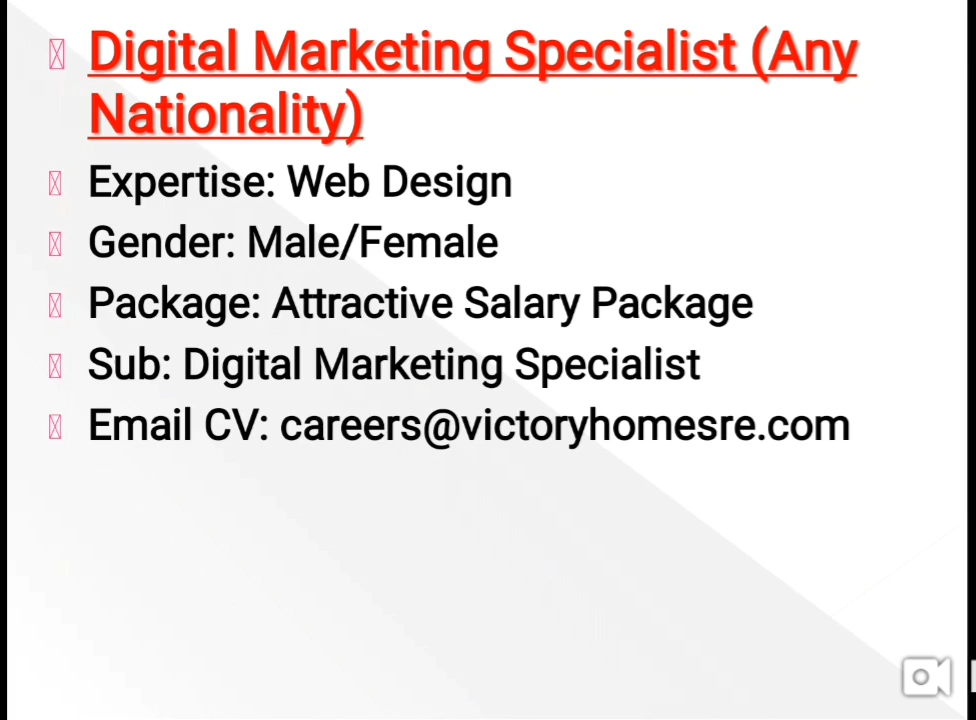 Digital Marketing Specialist (Any
Nationality)
Expertise: Web Design
Gender: Male/Female
Package: Attractive Salary Package
Sub: Digital Marketing Specialist
Email CV: careers@victoryhomesre.com